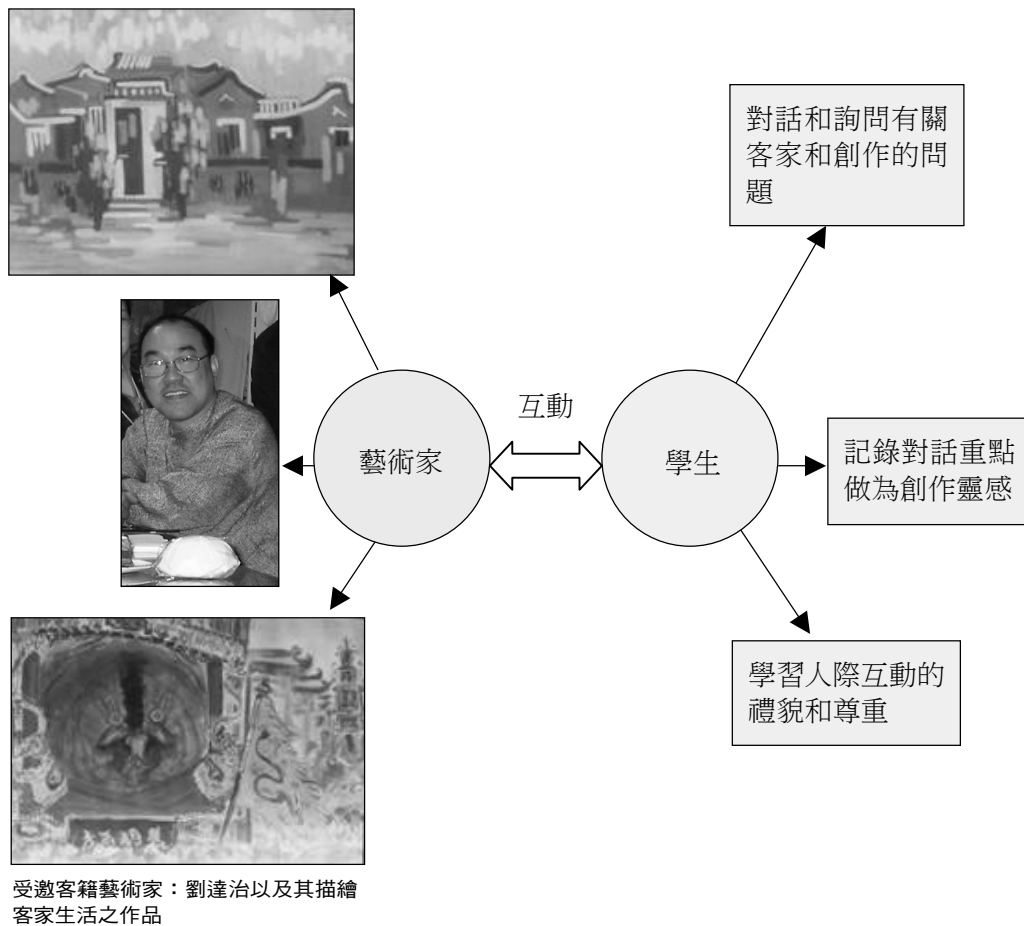 對話和詢問有關
客家和創作的問
題
互動
藝術家
學生
記錄對話重點
做為創作靈感
學習人際互動的
禮貌和尊重
受邀客籍藝術家：劉達治以及其描繪
客家生活之作品